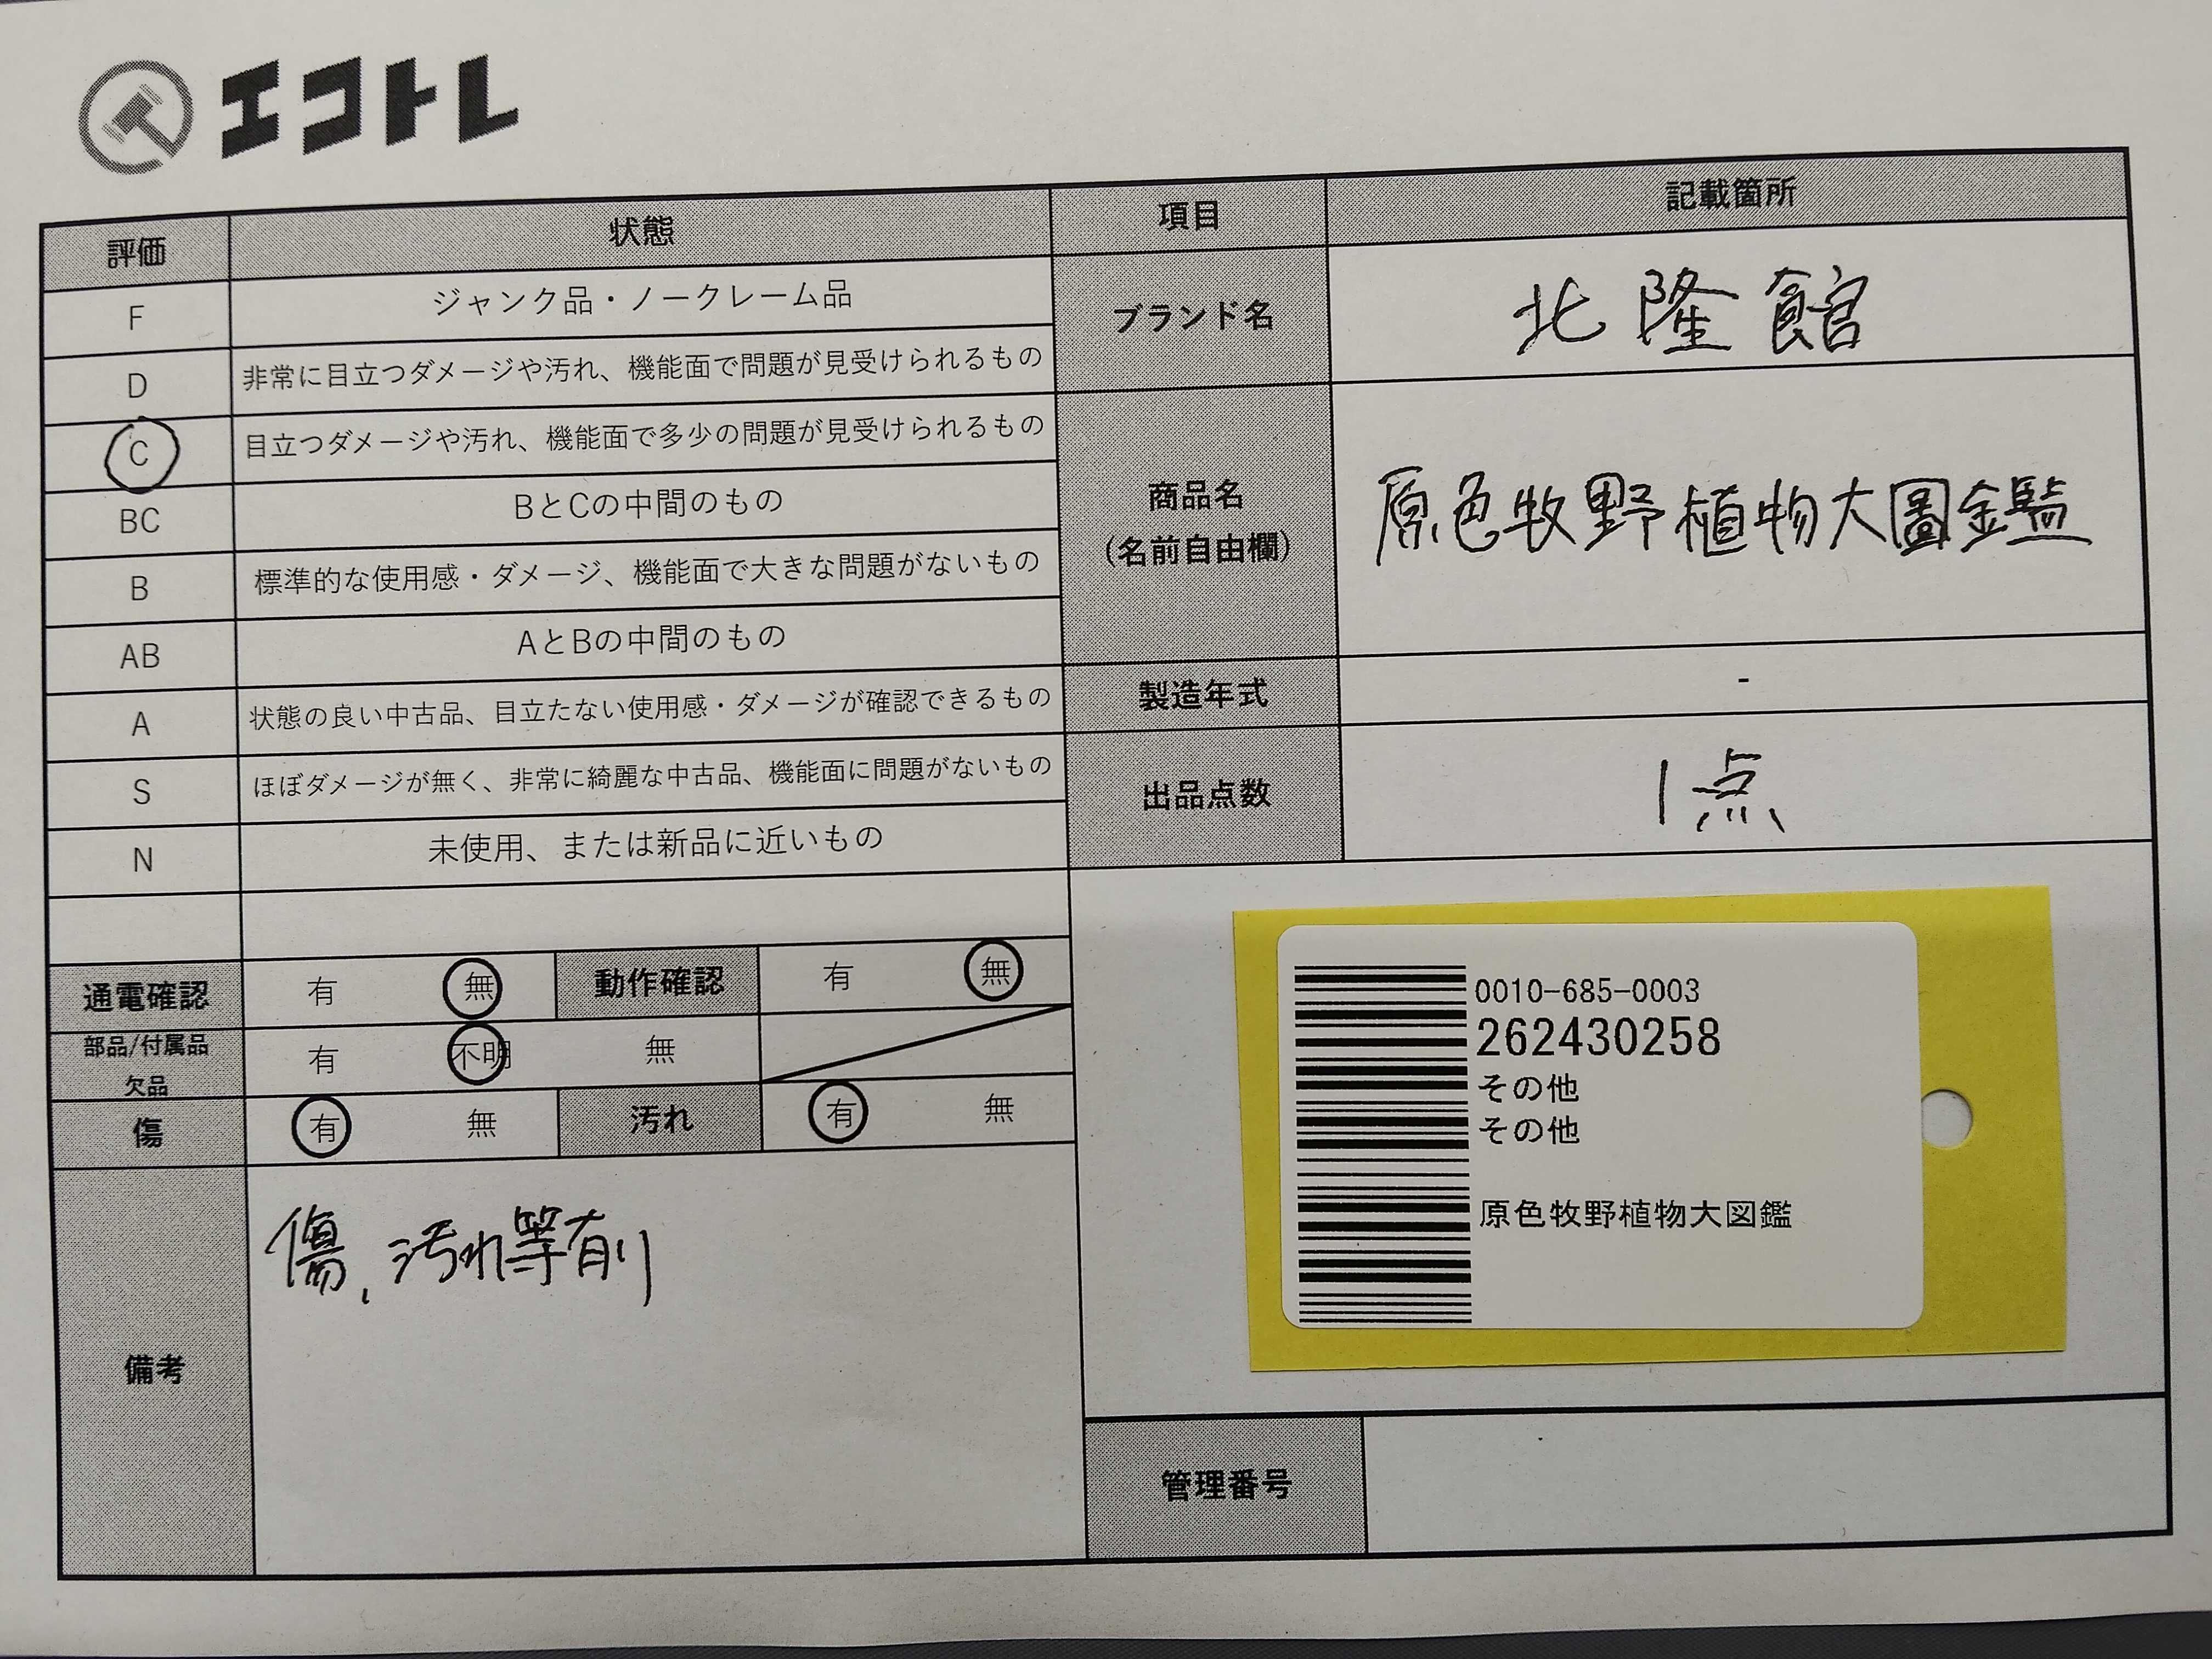 エコトレ
評価 状態 項目 記載箇所
F ジャンク品・ノークレーム品
D 非常に目立つダメージや汚れ、機能面で問題が見受けられるもの
C 目立つダメージや汚れ、機能面で多少の問題が見受けられるもの
BC BとCの中間のもの
B 標準的な使用感・ダメージ、機能面で大きな問題がないもの
AB AとBの中間のもの
A 状態の良い中古品、目立たない使用感・ダメージが確認できるもの
S ほぼダメージが無く、非常に綺麗な中古品、機能面に問題がないもの
N 未使用、または新品に近いもの
ブランド名 北隆館
商品名
(名前自由欄)
原色牧野植物大圖鑑
製造年式 -
出品点数 1点
通電確認 有 無 動作確認 有 無
部品/付属品
欠品
有 不明 無
傷 有 無 汚れ 有 無
備考
傷、汚れ等有り
0010-685-0003
262430258
その他
その他
原色牧野植物大図鑑
管理番号